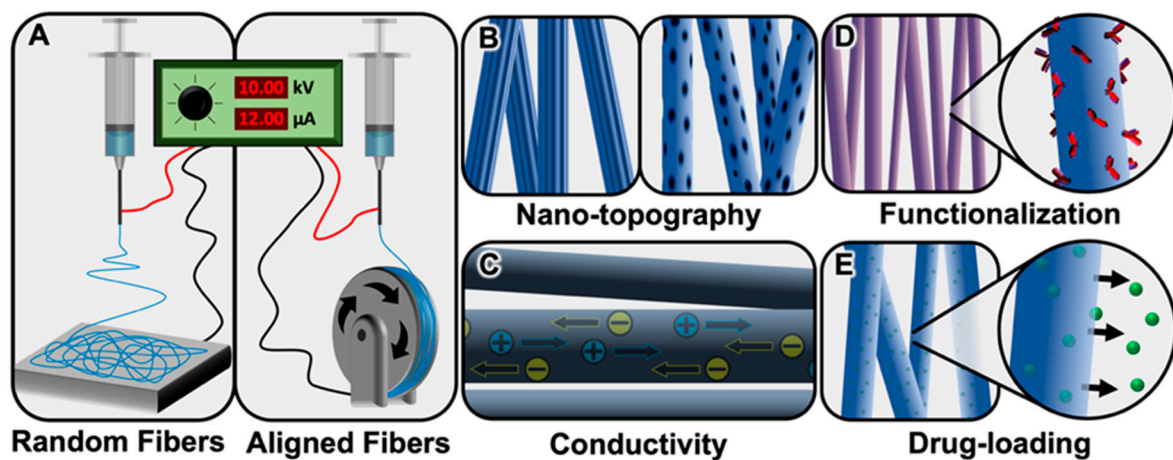 A
10.00 kV
12.00 µA
Random Fibers
Aligned Fibers
B
Nano-topography
C
Conductivity
D
Functionalization
E
Drug-loading